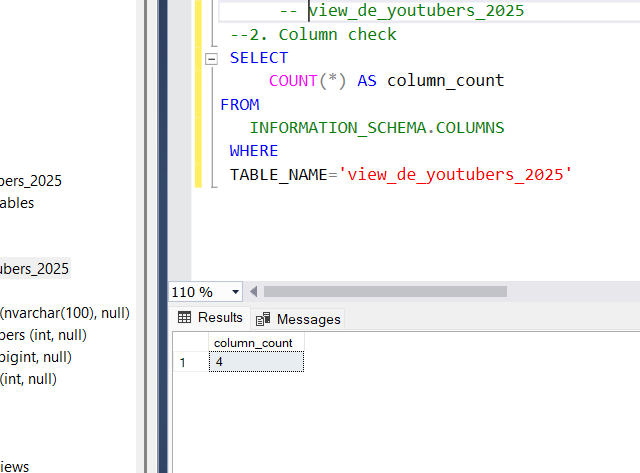 -- view_de_youtubers_2025
--2. Column check
SELECT
COUNT(*) AS column_count
FROM
INFORMATION_SCHEMA.COLUMNS
WHERE
TABLE_NAME='view_de_youtubers_2025'
bers_2025
ables
ubers_2025
(nvarchar(100), null)
bers (int, null)
bigint, null)
(int, null)
iews
110 %
Results Messages
column_count
1 4